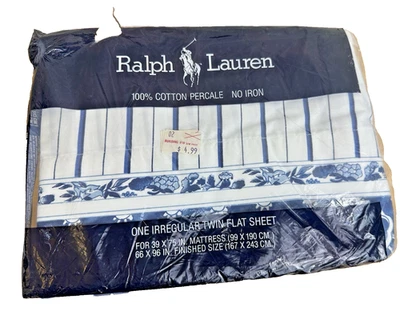 Ralph Lauren
100% COTTON PERCALE NO IRON
$4.99
ONE IRREGULAR TWIN FLAT SHEET
FOR 39 X 75 IN. MATTRESS (99 X 190 CM.)
66 X 96 IN. FINISHED SIZE (167 X 243 CM.)